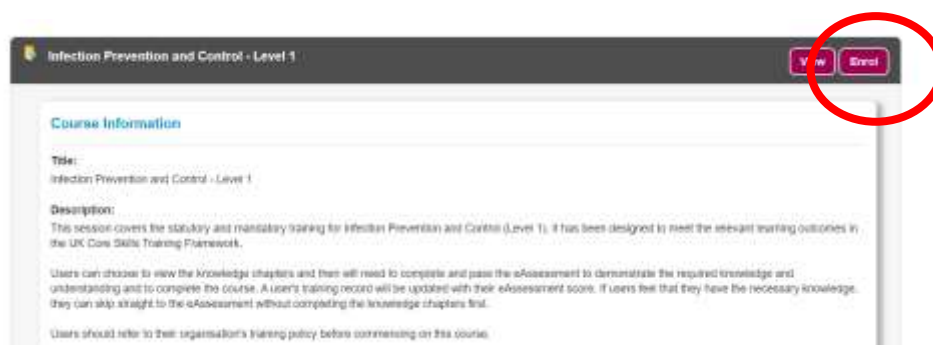 Infection Prevention and Control - Level 1
View Enrol
Course Information
Title:
Infection Prevention and Control - Level 1
Description:
This session covers the statutory and mandatory training for Infection Prevention and Control (Level 1). It has been designed to meet the relevant learning outcomes in
the UK Core Skills Training Framework.
Users can choose to view the knowledge chapters and then will need to complete and pass the eAssessment to demonstrate the required knowledge and
understanding and to complete the course. A user's training record will be updated with their eAssessment score. If users feel that they have the necessary knowledge,
they can skip straight to the eAssessment without completing the knowledge chapters first.
Users should refer to their organisation's training policy before commencing on this course.